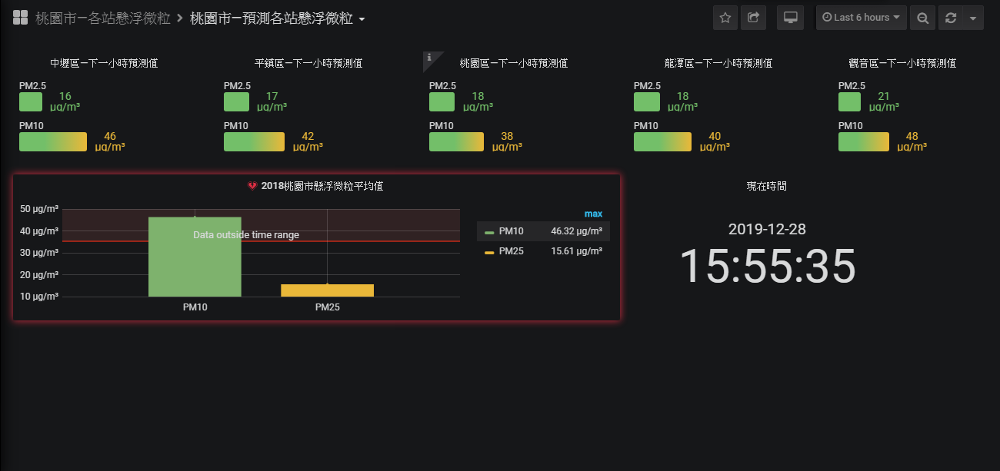 桃園市–各站懸浮微粒 > 桃園市–預測各站懸浮微粒
Last 6 hours
中壢區–下一小時預測值
PM2.5
16
µg/m³
PM10
46
µg/m³
平鎮區–下一小時預測值
PM2.5
17
µg/m³
PM10
42
µg/m³
i
桃園區–下一小時預測值
PM2.5
18
µg/m³
PM10
38
µg/m³
龍潭區–下一小時預測值
PM2.5
18
µg/m³
PM10
40
µg/m³
觀音區–下一小時預測值
PM2.5
21
µg/m³
PM10
48
µg/m³
2018桃園市懸浮微粒平均值
50 µg/m³
40 µg/m³
30 µg/m³
20 µg/m³
10 µg/m³
Data outside time range
PM10
PM25
max
PM10 46.32 µg/m³
PM25 15.61 µg/m³
現在時間
2019-12-28
15:55:35